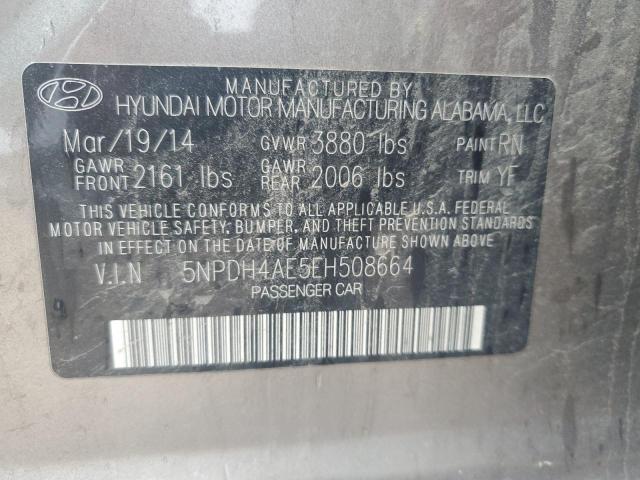 MANUFACTURED BY
HYUNDAI MOTOR MANUFACTURING ALABAMA, LLC
Mar/19/14 GVWR 3880 lbs PAINT RN
GAWR FRONT 2161 lbs GAWR REAR 2006 lbs TRIM YF
THIS VEHICLE CONFORMS TO ALL APPLICABLE U.S.A. FEDERAL
MOTOR VEHICLE SAFETY, BUMPER, AND THEFT PREVENTION STANDARDS
IN EFFECT ON THE DATE OF MANUFACTURE SHOWN ABOVE.
V.I.N 5NPDH4AE5EH508664
PASSENGER CAR